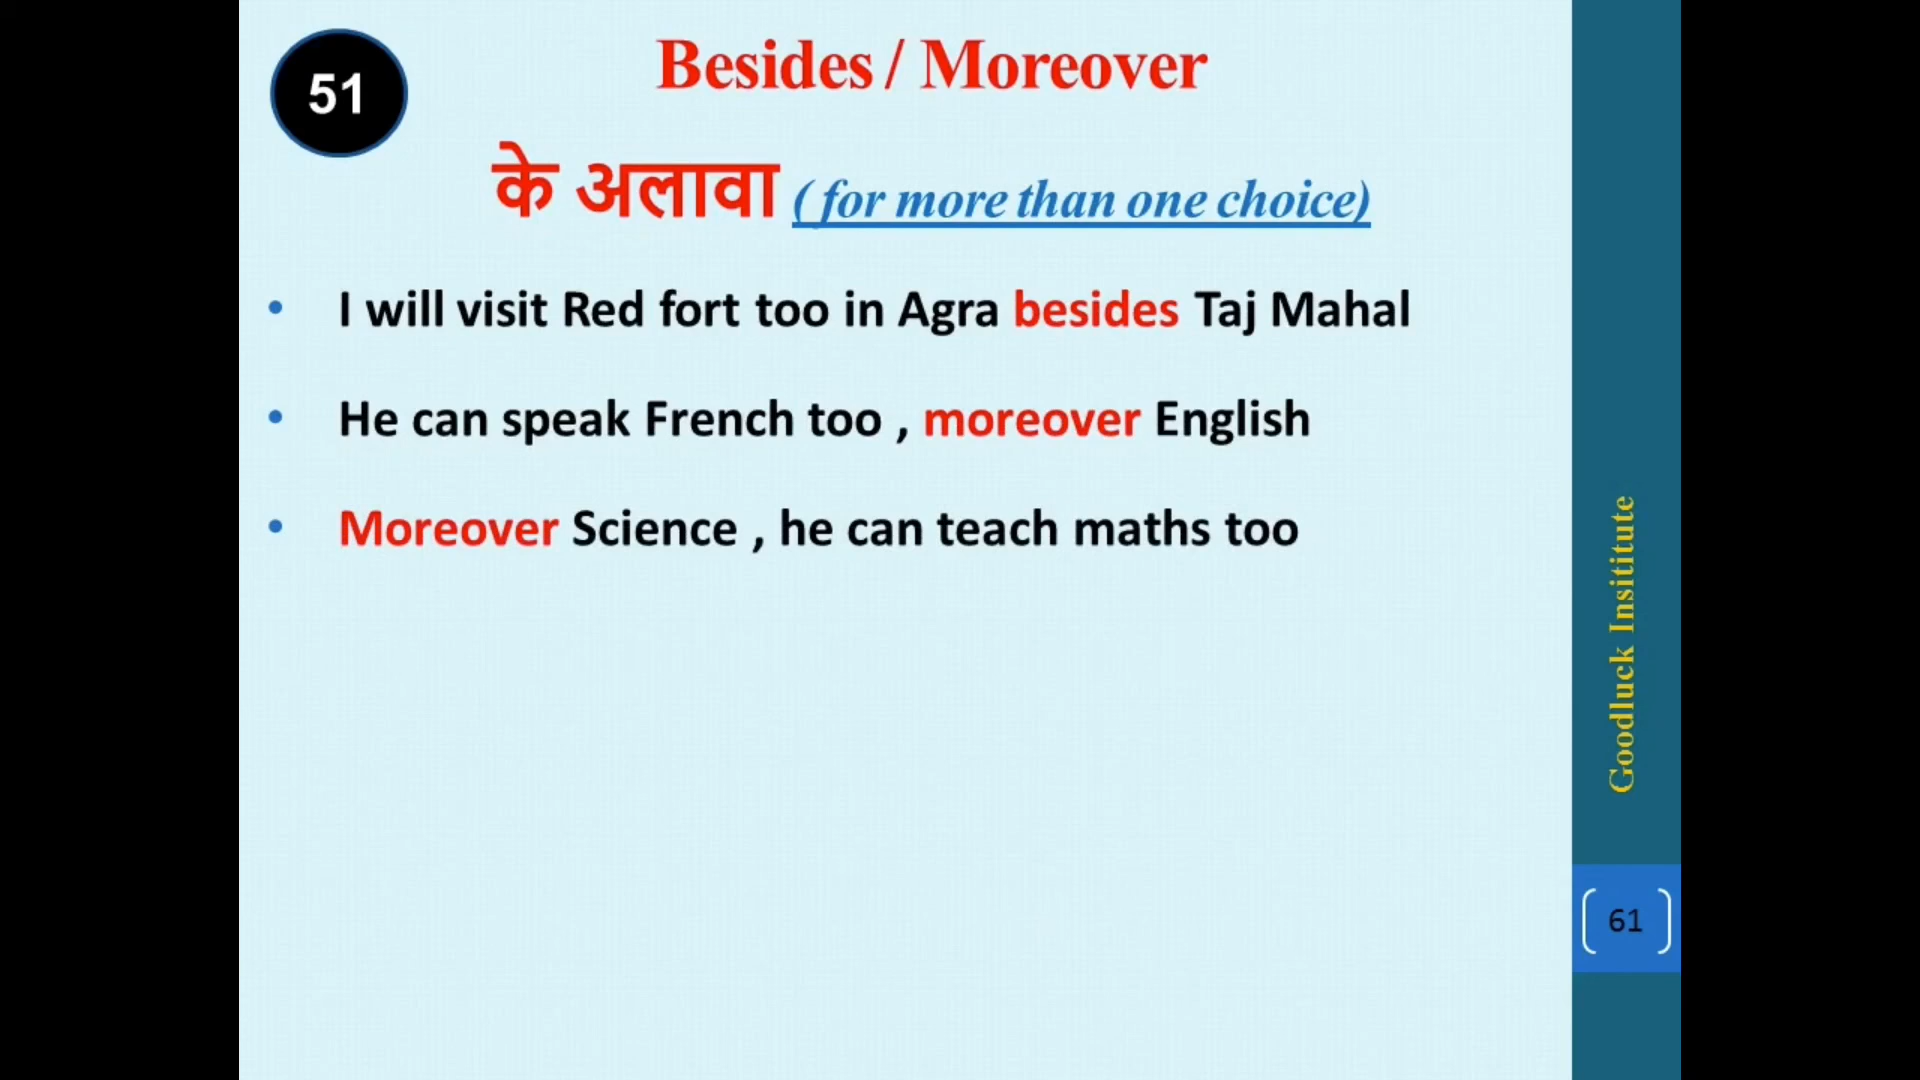 51
Besides / Moreover
के अलावा ( for more than one choice)
• I will visit Red fort too in Agra besides Taj Mahal
• He can speak French too , moreover English
• Moreover Science , he can teach maths too
Goodluck Insititute
61